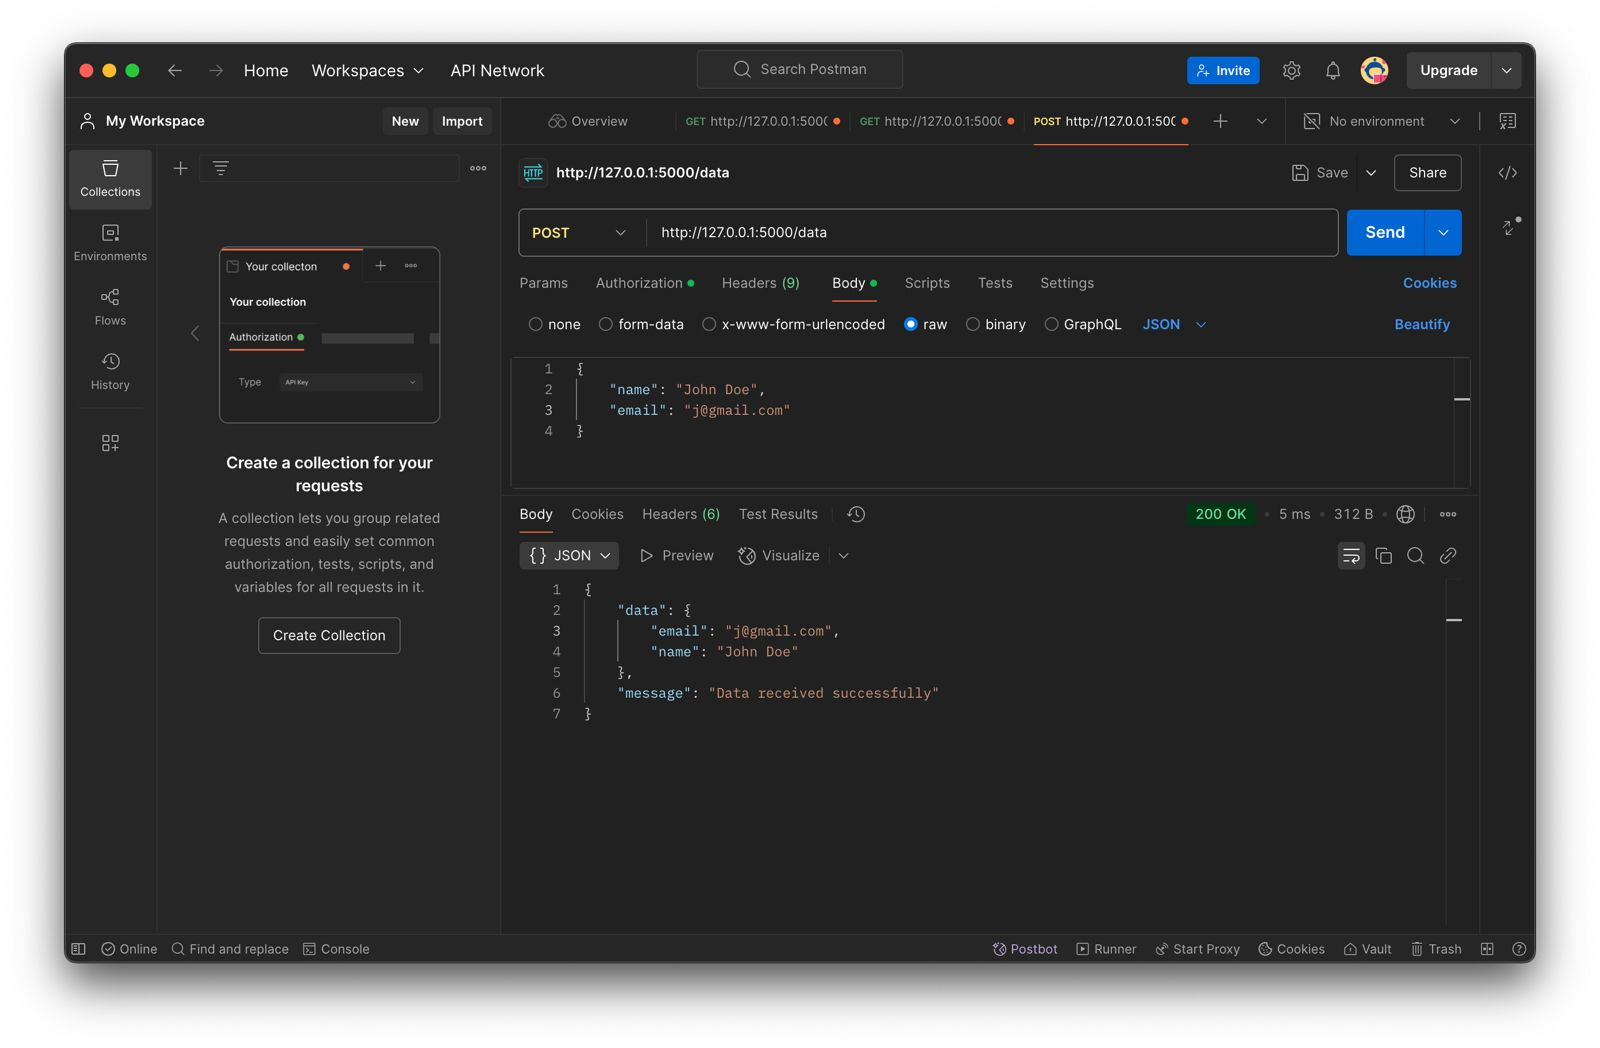 Home Workspaces API Network Search Postman Invite Upgrade
My Workspace New Import Overview GET http://127.0.0.1:500 GET http://127.0.0.1:500 POST http://127.0.0.1:500 No environment
Collections
Environments
Flows
History
Your collecton
Your collection
Authorization
Type API Key
Create a collection for your
requests
A collection lets you group related
requests and easily set common
authorization, tests, scripts, and
variables for all requests in it.
Create Collection
HTTP http://127.0.0.1:5000/data Save Share
POST http://127.0.0.1:5000/data Send
Params Authorization Headers (9) Body Scripts Tests Settings Cookies
none form-data x-www-form-urlencoded raw binary GraphQL JSON Beautify
1 {
2 "name": "John Doe",
3 "email": "j@gmail.com"
4 }
Body Cookies Headers (6) Test Results 200 OK 5 ms 312 B
{} JSON Preview Visualize
1 {
2 "data": {
3 "email": "j@gmail.com",
4 "name": "John Doe"
5 },
6 "message": "Data received successfully"
7 }
Online Find and replace Console Postbot Runner Start Proxy Cookies Vault Trash